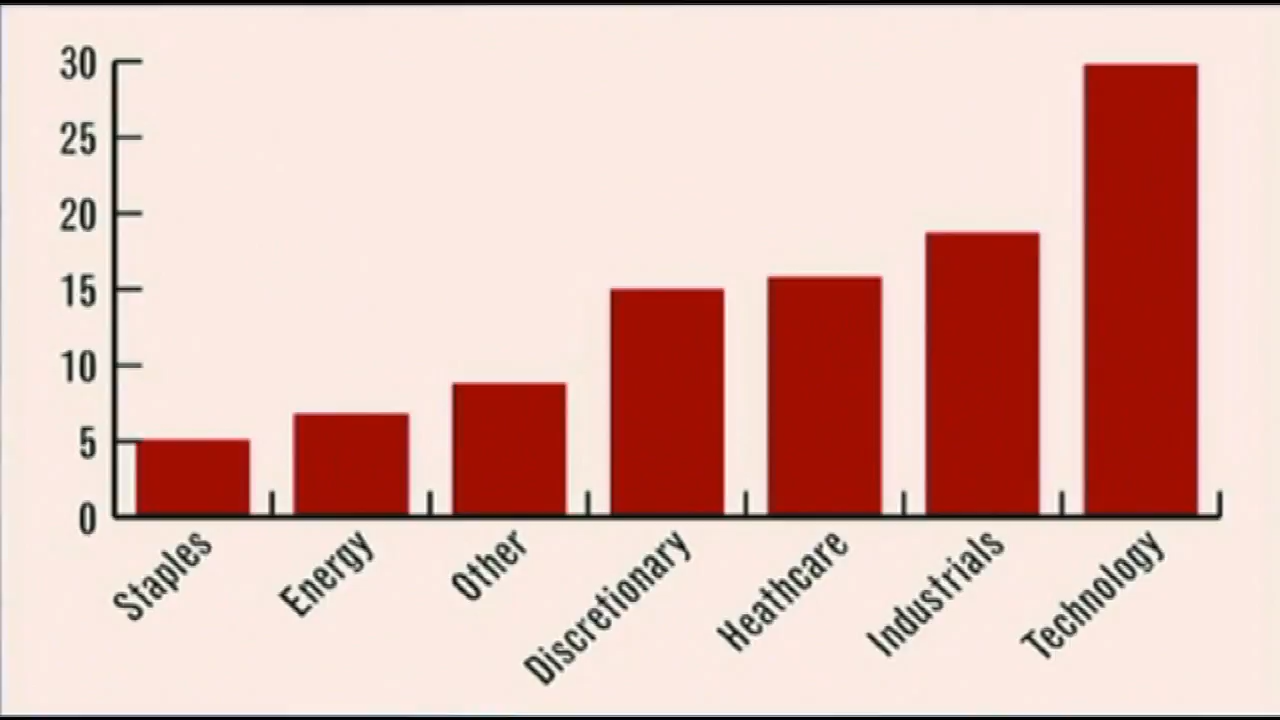 30
25
20
15
10
5
0
Staples
Energy
Other
Discretionary
Heathcare
Industrials
Technology